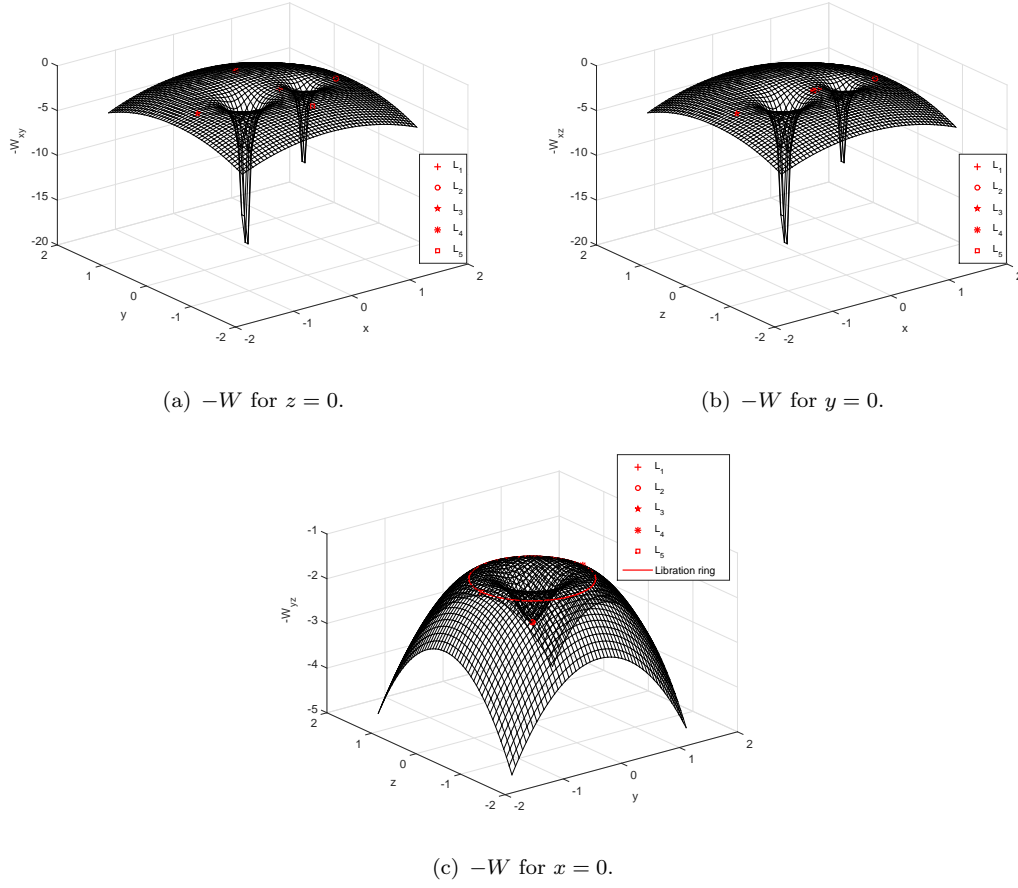 0
-5
-10
-15
-20
-W_xy
2
1
0
-1
-2
y
-2
-1
0
1
2
x
L_1
L_2
L_3
L_4
L_5
(a) −W for z = 0.
0
-5
-10
-15
-20
-W_xz
2
1
0
-1
-2
z
-2
-1
0
1
2
x
L_1
L_2
L_3
L_4
L_5
(b) −W for y = 0.
-1
-2
-3
-4
-5
-W_yz
2
1
0
-1
-2
z
-2
-1
0
1
2
y
L_1
L_2
L_3
L_4
L_5
Libration ring
(c) −W for x = 0.